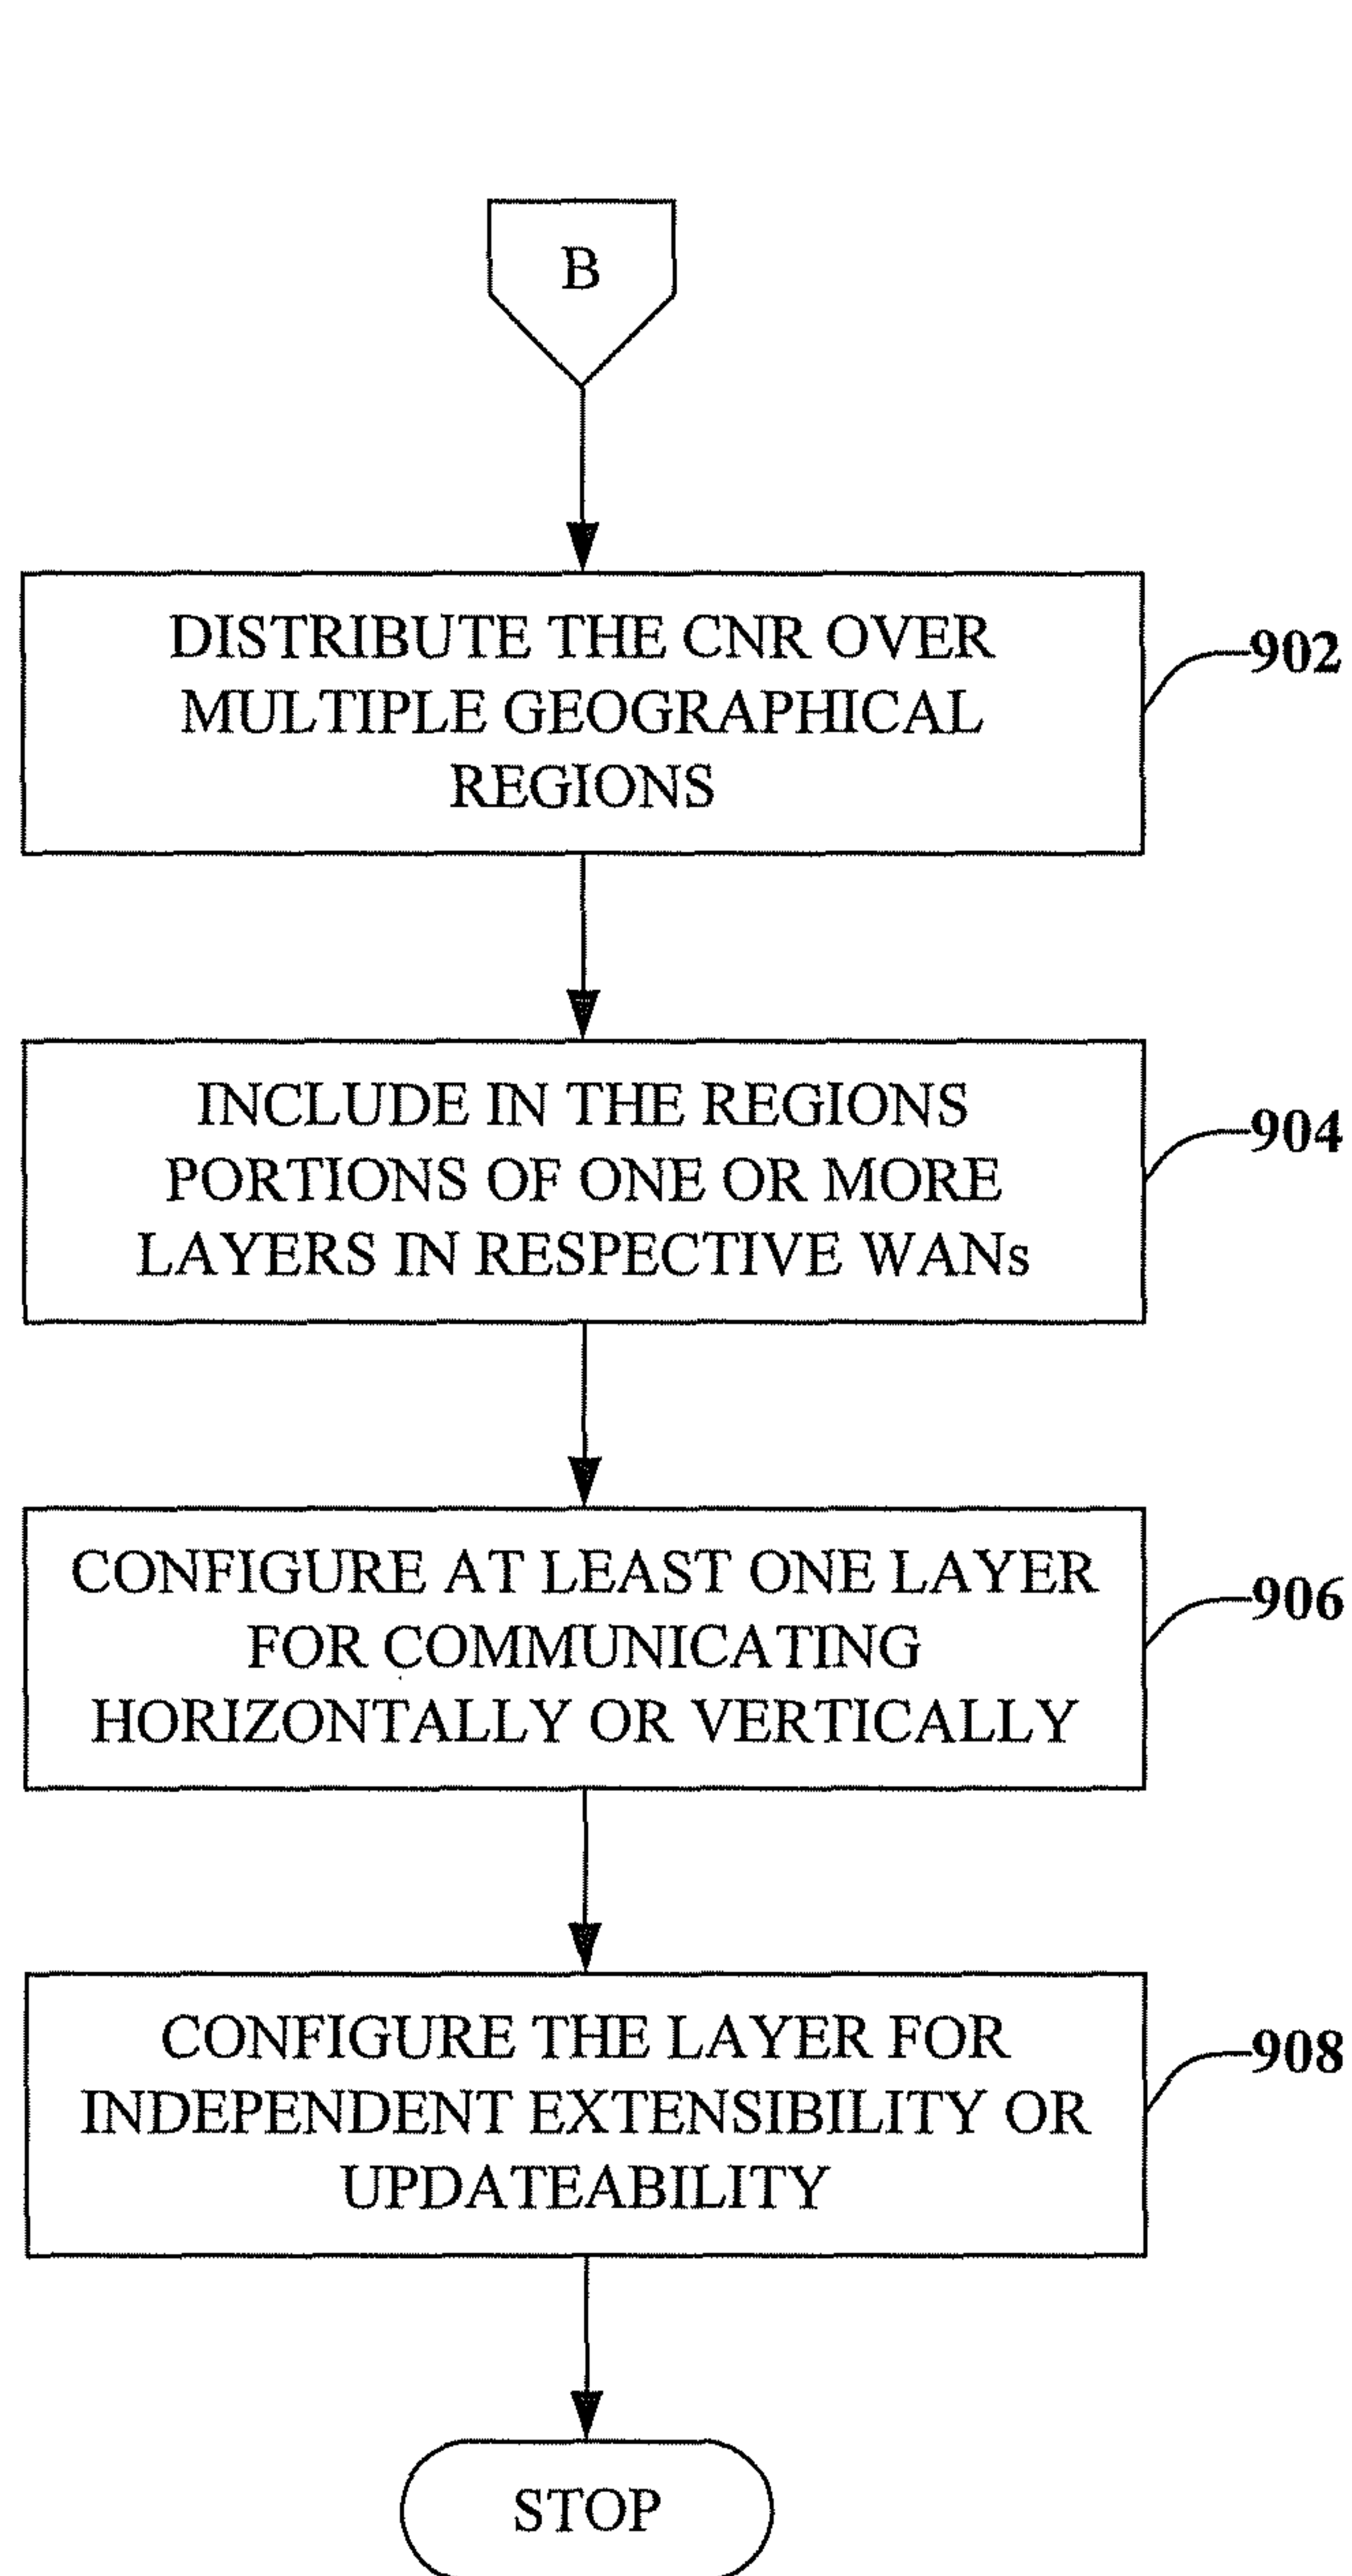 B
DISTRIBUTE THE CNR OVER
MULTIPLE GEOGRAPHICAL
REGIONS
902
INCLUDE IN THE REGIONS
PORTIONS OF ONE OR MORE
LAYERS IN RESPECTIVE WANs
904
CONFIGURE AT LEAST ONE LAYER
FOR COMMUNICATING
HORIZONTALLY OR VERTICALLY
906
CONFIGURE THE LAYER FOR
INDEPENDENT EXTENSIBILITY OR
UPDATEABILITY
908
STOP